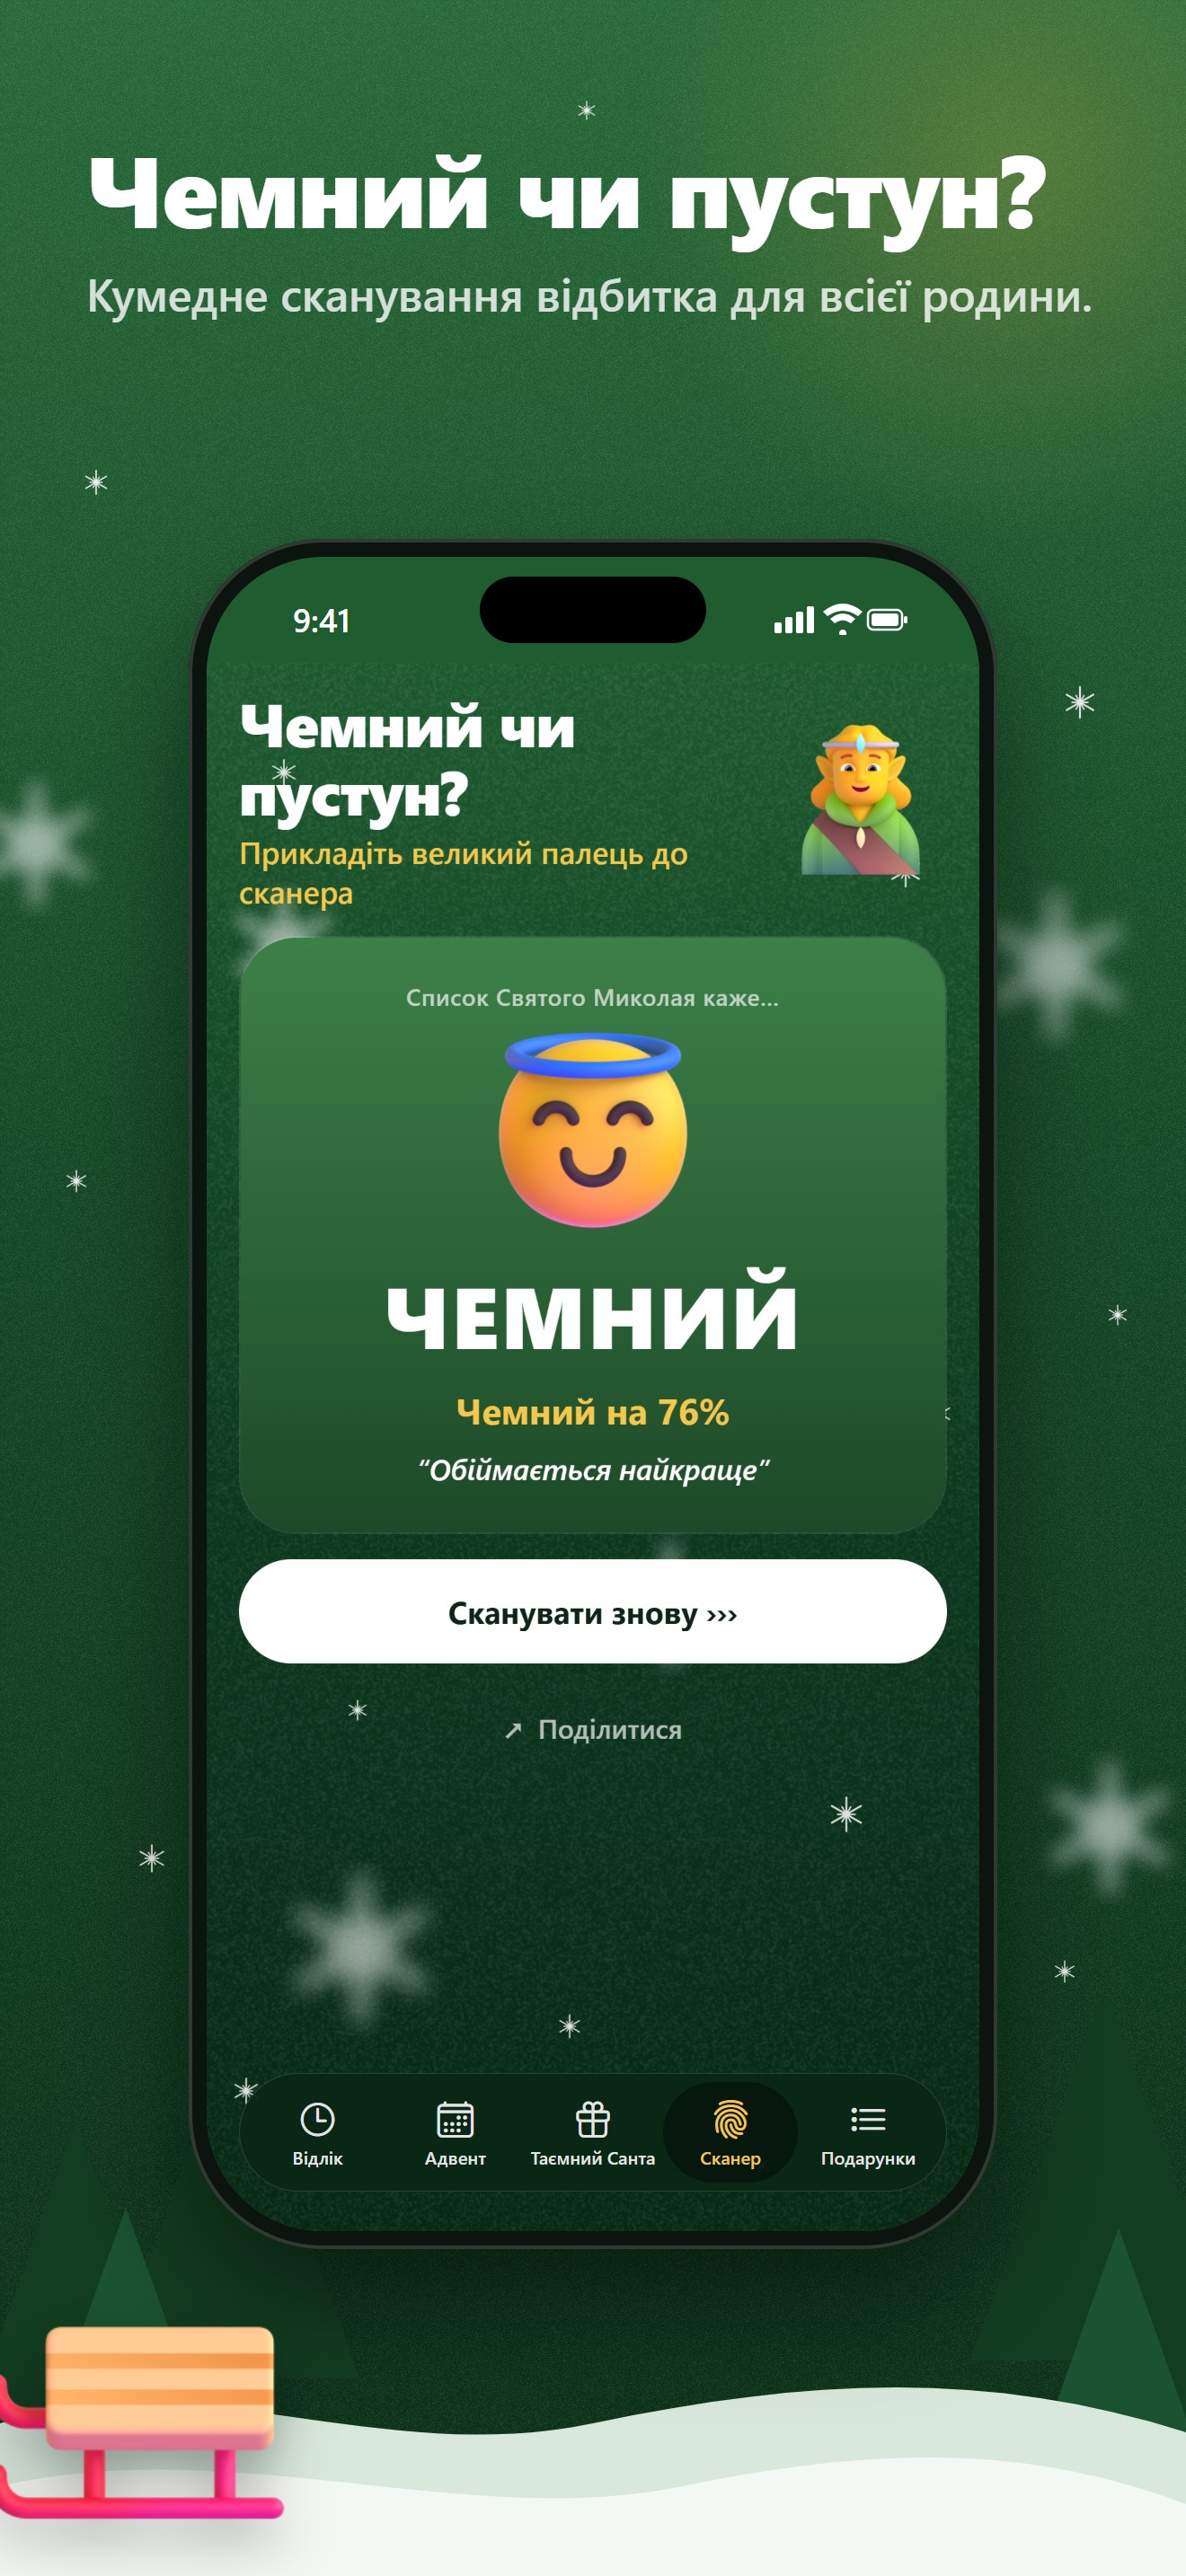 Чемний чи пустун?
Кумедне сканування відбитка для всієї родини.
9:41
Чемний чи
пустун?
Прикладіть великий палець до
сканера
Список Святого Миколая каже...
ЧЕМНИЙ
Чемний на 76%
“Обіймається найкраще”
Сканувати знову ›››
↗ Поділитися
Відлік
Адвент
Таємний Санта
Сканер
Подарунки